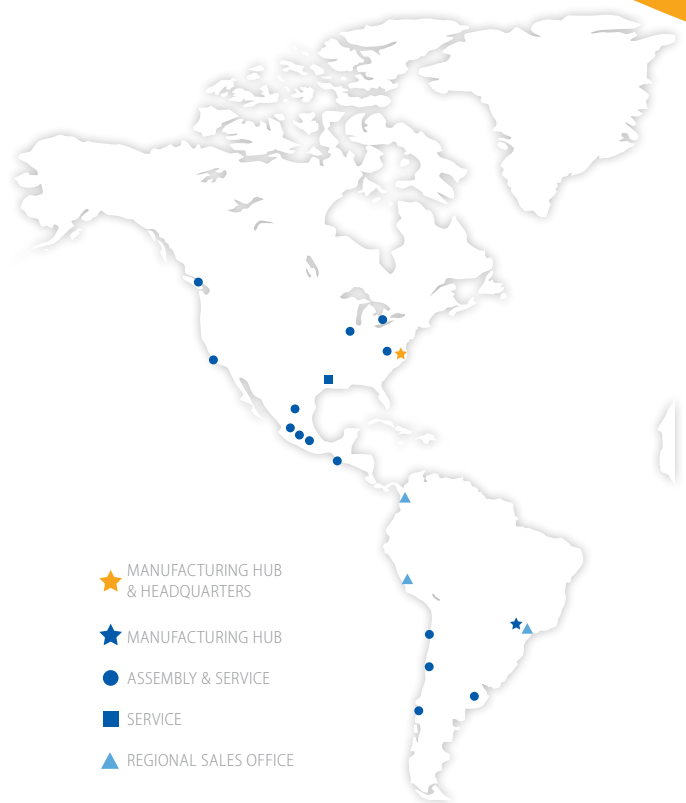 MANUFACTURING HUB
& HEADQUARTERS
MANUFACTURING HUB
ASSEMBLY & SERVICE
SERVICE
REGIONAL SALES OFFICE